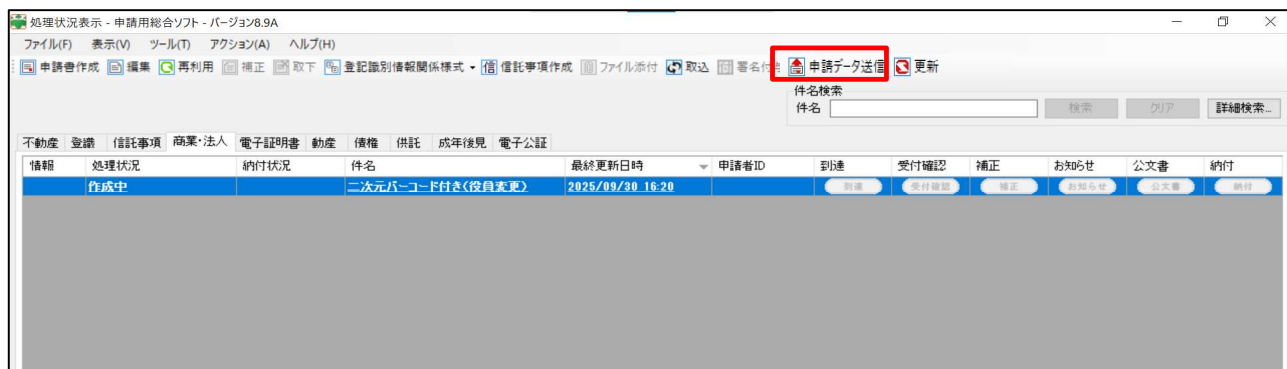 処理状況表示 - 申請用総合ソフト - バージョン8.9A
ファイル(F) 表示(V) ツール(T) アクション(A) ヘルプ(H)
申請書作成 編集 再利用 補正 取下 登記識別情報関係様式 信 信託事項作成 ファイル添付 取込 署名付 申請データ送信 更新
件名検索
件名 検索 クリア 詳細検索...
不動産 登識 信託事項 商業・法人 電子証明書 動産 債権 供託 成年後見 電子公証
情報 処理状況 納付状況 件名 最終更新日時 申請者ID 到達 受付確認 補正 お知らせ 公文書 納付
作成中 二次元バーコード付き(役員変更) 2025/09/30 16:20 到達 受付確認 補正 お知らせ 公文書 納付